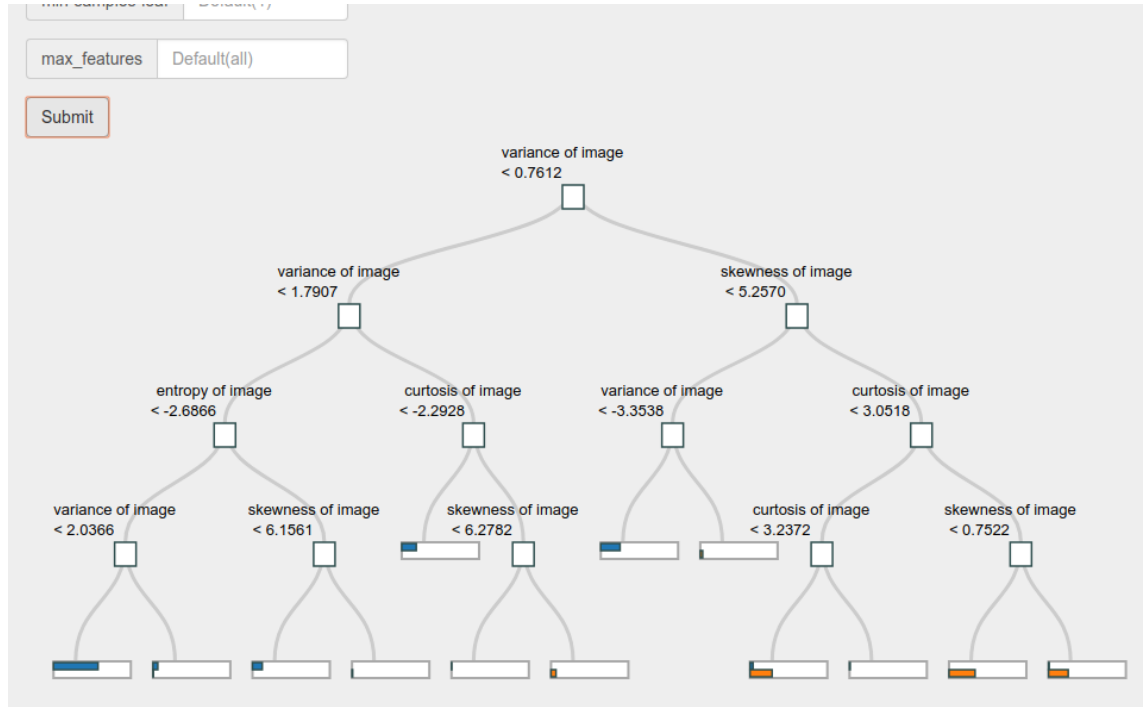 max_features Default(all)
Submit
variance of image
< 0.7612
variance of image
< 1.7907
skewness of image
< 5.2570
entropy of image
< -2.6866
curtosis of image
< -2.2928
variance of image
< -3.3538
curtosis of image
< 3.0518
variance of image
< 2.0366
skewness of image
< 6.1561
skewness of image
< 6.2782
curtosis of image
< 3.2372
skewness of image
< 0.7522